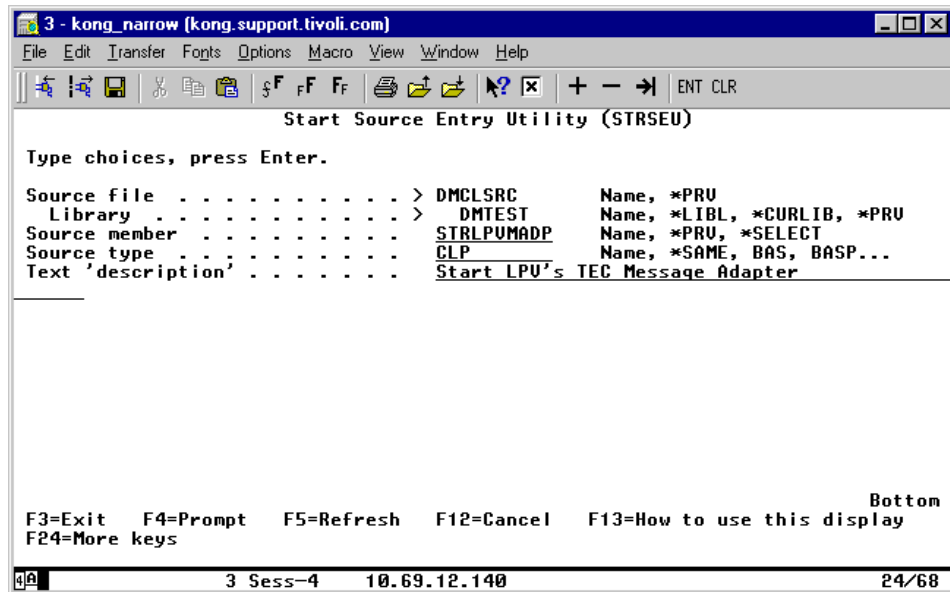 3 - kong_narrow (kong.support.tivoli.com)
File Edit Transfer Fonts Options Macro View Window Help
ENT CLR
Start Source Entry Utility (STRSEU)
Type choices, press Enter.
Source file . . . . . . . . . . . > DMCLSRC Name, *PRV
Library . . . . . . . . . . . > DMTEST Name, *LIBL, *CURLIB, *PRV
Source member . . . . . . . . . STRLPVMADP Name, *PRV, *SELECT
Source type . . . . . . . . . . CLP Name, *SAME, BAS, BASP...
Text 'description' . . . . . . . Start LPV's TEC Message Adapter
Bottom
F3=Exit F4=Prompt F5=Refresh F12=Cancel F13=How to use this display
F24=More keys
4A 3 Sess-4 10.69.12.140 24/68